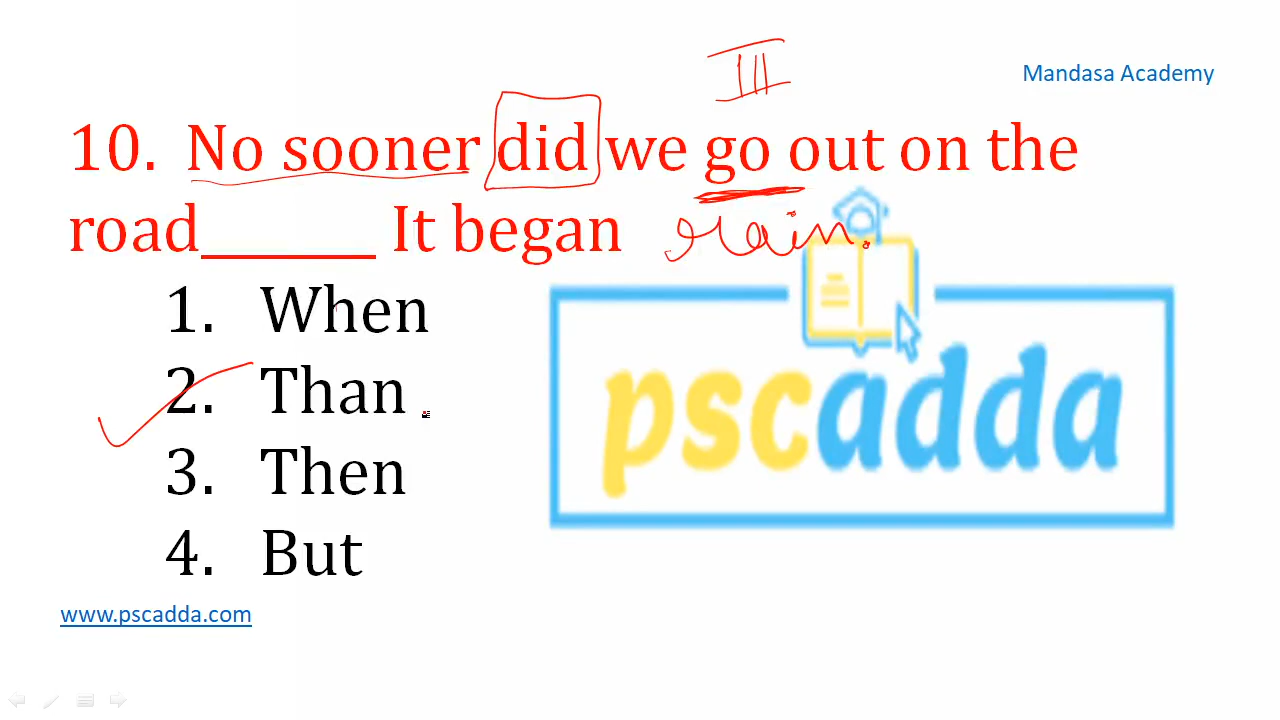 III
Mandasa Academy
10. No sooner did we go out on the
road______ It began rain.
1. When
2. Than
3. Then
4. But
pscadda
www.pscadda.com